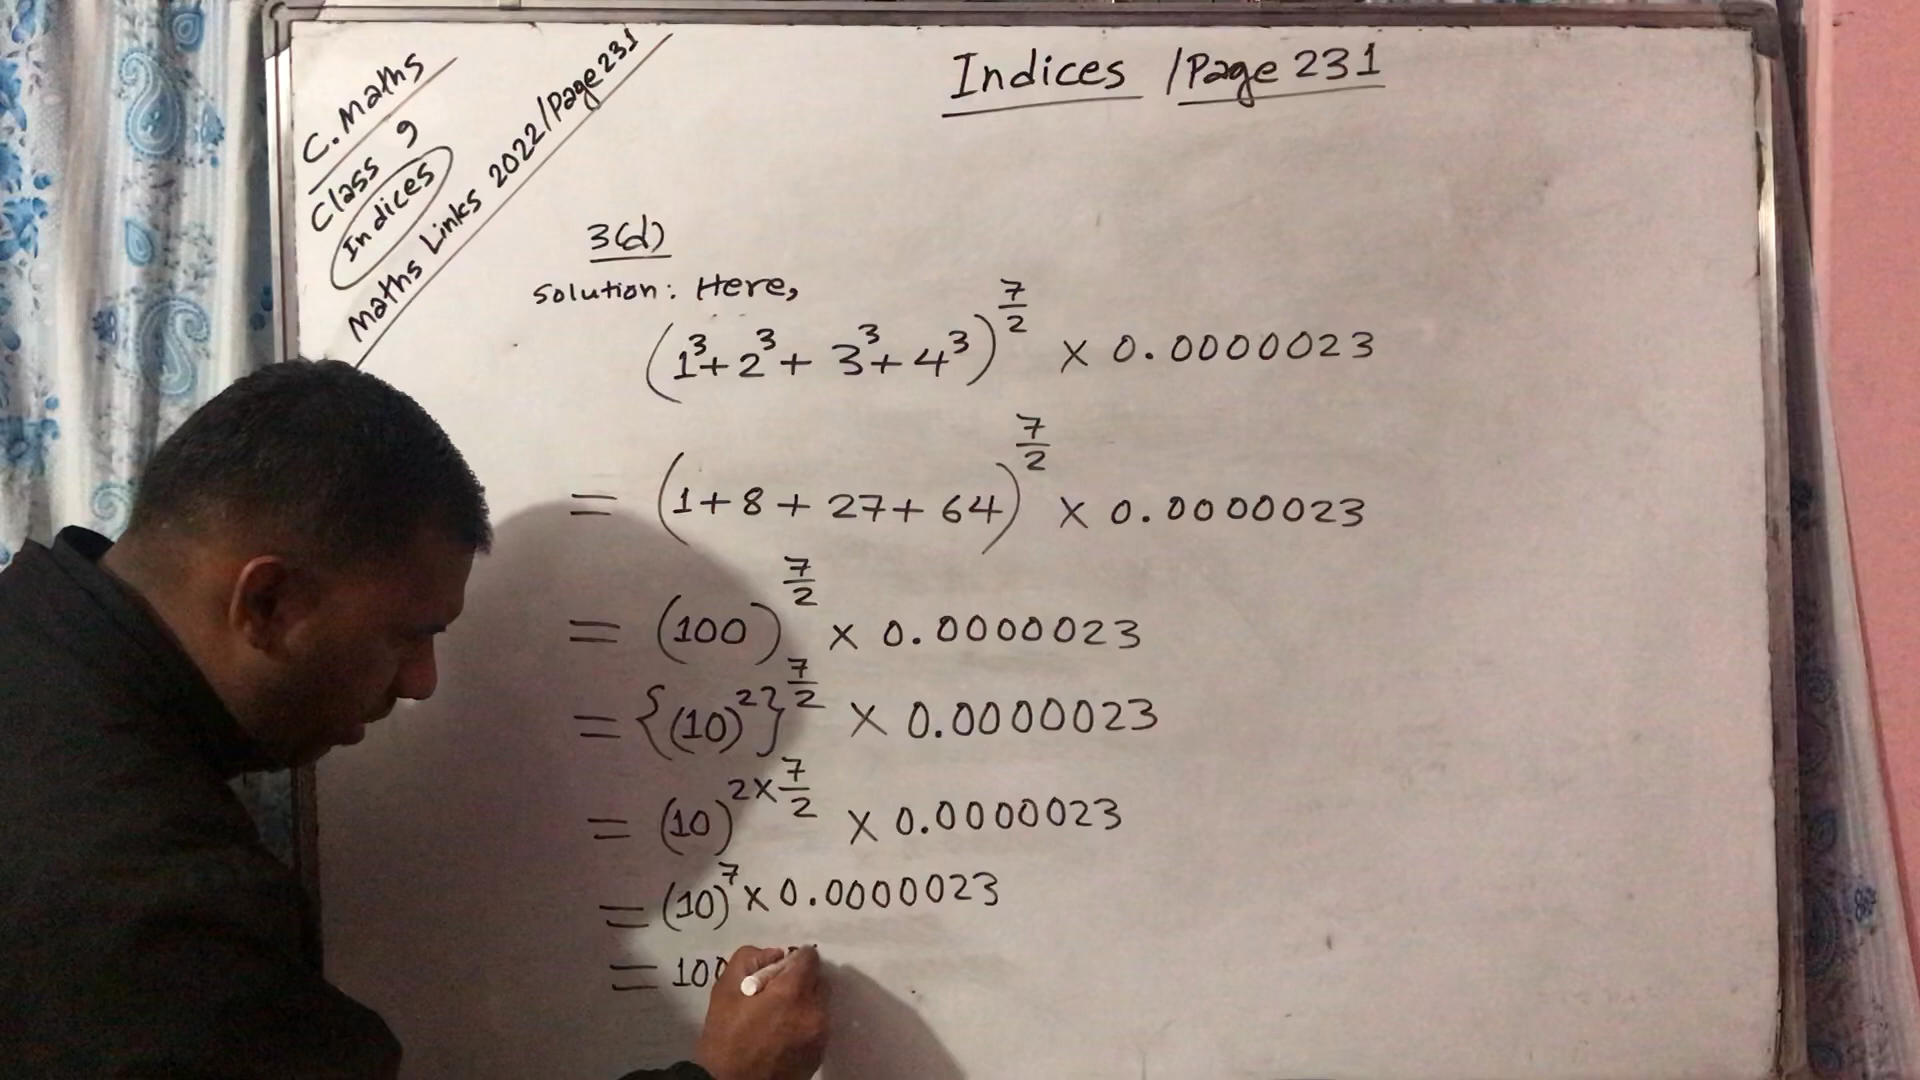 C. Maths
Class 9
Indices
Maths Links 2022/Page 231
Indices /Page 231
3(d)
Solution: Here,
(1³+2³+3³+4³)^(7/2) × 0.0000023
= (1+8+27+64)^(7/2) × 0.0000023
= (100)^(7/2) × 0.0000023
= {(10)²}^(7/2) × 0.0000023
= (10)^(2×7/2) × 0.0000023
= (10)⁷ × 0.0000023
= 100